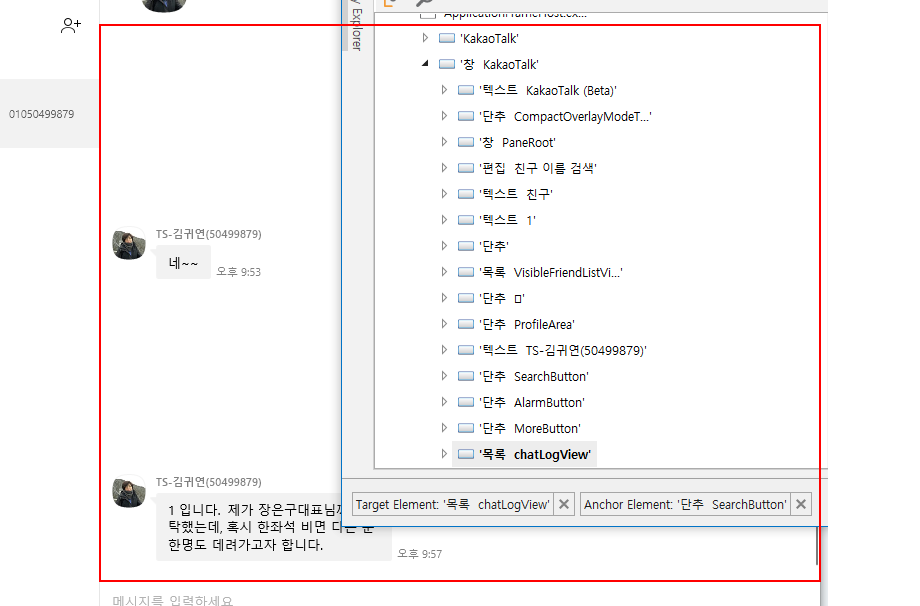 01050499879
TS-김귀연(50499879)
네~~
오후 9:53
TS-김귀연(50499879)
1 입니다. 제가 장은구대표님
탁했는데, 혹시 한좌석 비면
한명도 데려가고자 합니다.
오후 9:57
메시지를 입력하세요
Explorer
ApplicationFrameHost.ex...
'KakaoTalk'
'창 KakaoTalk'
'텍스트 KakaoTalk (Beta)'
'단추 CompactOverlayModeT...'
'창 PaneRoot'
'편집 친구 이름 검색'
'텍스트 친구'
'텍스트 1'
'단추'
'목록 VisibleFriendListVi...'
'단추 ▯'
'단추 ProfileArea'
'텍스트 TS-김귀연(50499879)'
'단추 SearchButton'
'단추 AlarmButton'
'단추 MoreButton'
'목록 chatLogView'
Target Element: '목록 chatLogView'
Anchor Element: '단추 SearchButton'